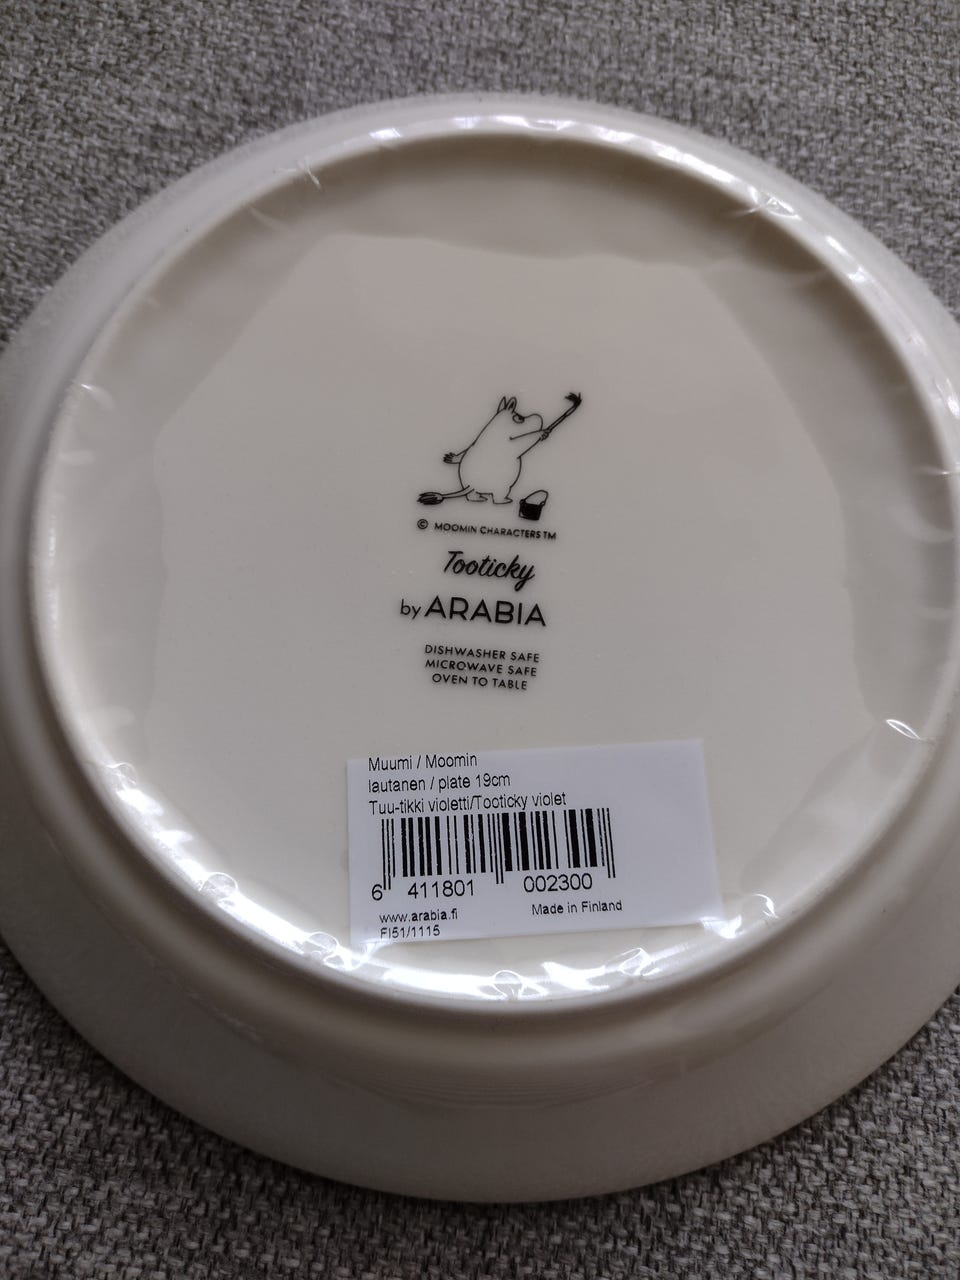 © MOOMIN CHARACTERS TM
Tooticky
by ARABIA
DISHWASHER SAFE
MICROWAVE SAFE
OVEN TO TABLE
Muumi / Moomin
lautanen / plate 19cm
Tuu-tikki violetti/Tooticky violet
6 411801 002300
www.arabia.fi Made in Finland
FI51/1115